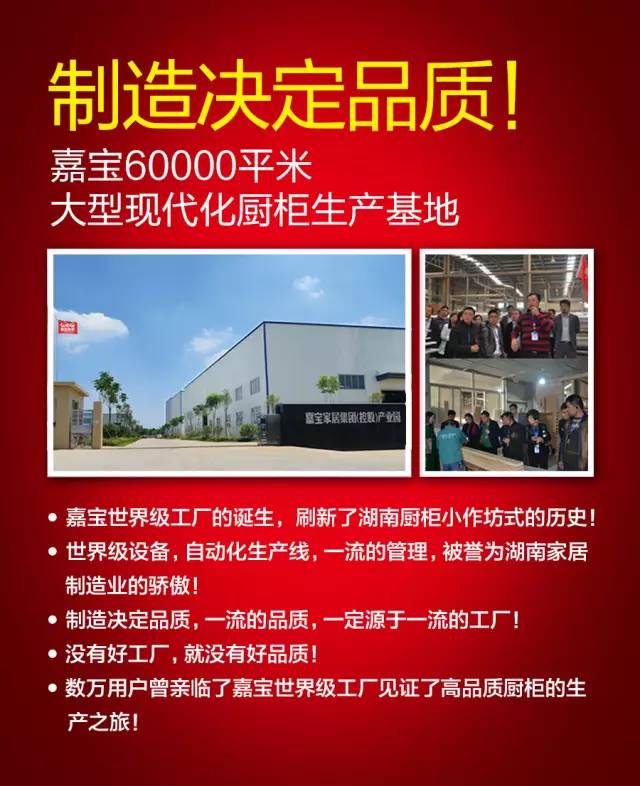 制造决定品质！
嘉宝60000平米
大型现代化厨柜生产基地
嘉宝家居集团(控股)产业园
• 嘉宝世界级工厂的诞生，刷新了湖南厨柜小作坊式的历史！
• 世界级设备，自动化生产线，一流的管理，被誉为湖南家居
制造业的骄傲！
• 制造决定品质，一流的品质，一定源于一流的工厂！
• 没有好工厂，就没有好品质！
• 数万用户曾亲临了嘉宝世界级工厂见证了高品质厨柜的生
产之旅！